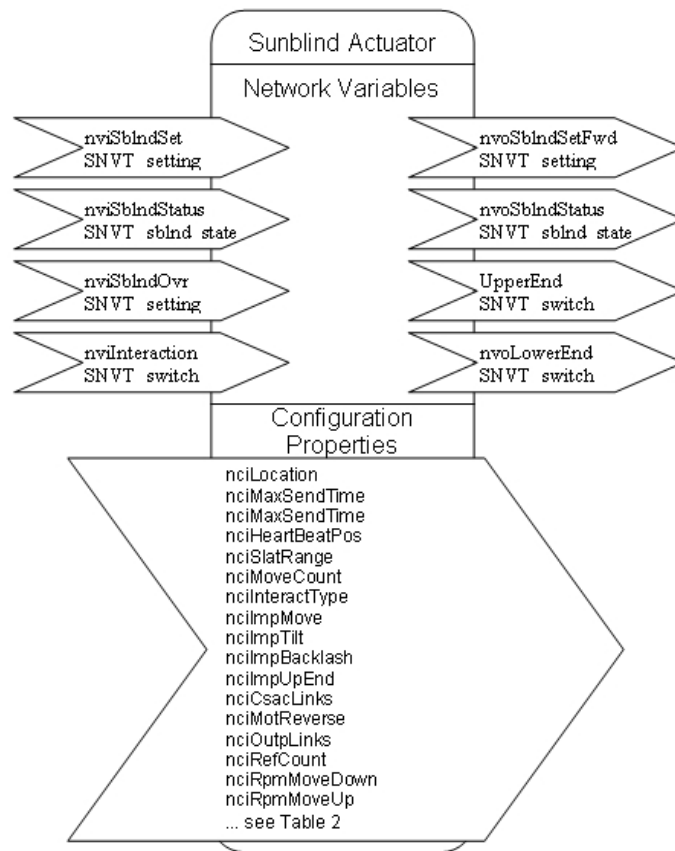 Sunblind Actuator
Network Variables
nviSblndSet
SNVT setting
nvoSblndSetFwd
SNVT setting
nviSblndStatus
SNVT sblnd state
nvoSblndStatus
SNVT sblnd state
nviSblndOvr
SNVT setting
UpperEnd
SNVT switch
nviInteraction
SNVT switch
nvoLowerEnd
SNVT switch
Configuration
Properties
nciLocation
nciMaxSendTime
nciMaxSendTime
nciHeartBeatPos
nciSlatRange
nciMoveCount
nciInteractType
nciImpMove
nciImpTilt
nciImpBacklash
nciImpUpEnd
nciCsacLinks
nciMotReverse
nciOutpLinks
nciRefCount
nciRpmMoveDown
nciRpmMoveUp
... see Table 2